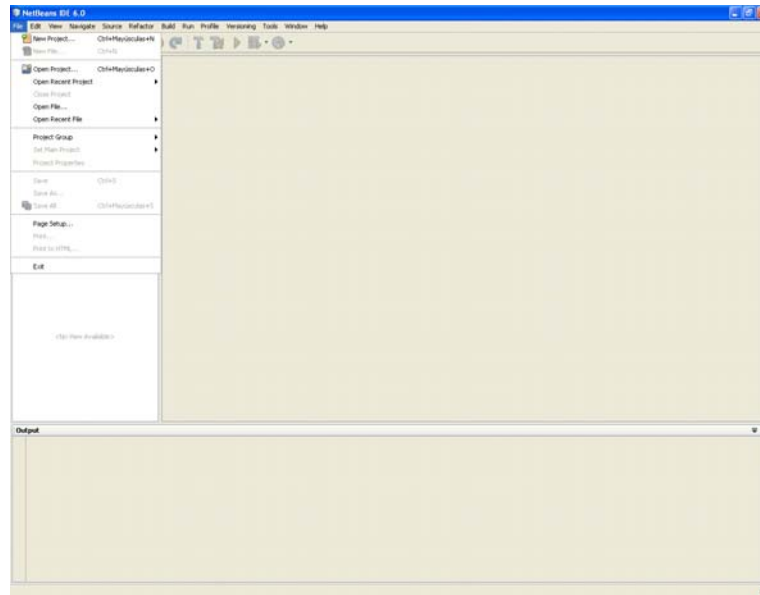 NetBeans IDE 6.0
File Edit View Navigate Source Refactor Build Run Profile Versioning Tools Window Help
New Project... Ctrl+Mayúsculas+N
New File... Ctrl+N
Open Project... Ctrl+Mayúsculas+O
Open Recent Project
Close Project
Open File...
Open Recent File
Project Group
Set Main Project
Project Properties
Save Ctrl+S
Save As...
Save All Ctrl+Mayúsculas+S
Page Setup...
Print...
Print to HTML...
Exit
<No View Available>
Output